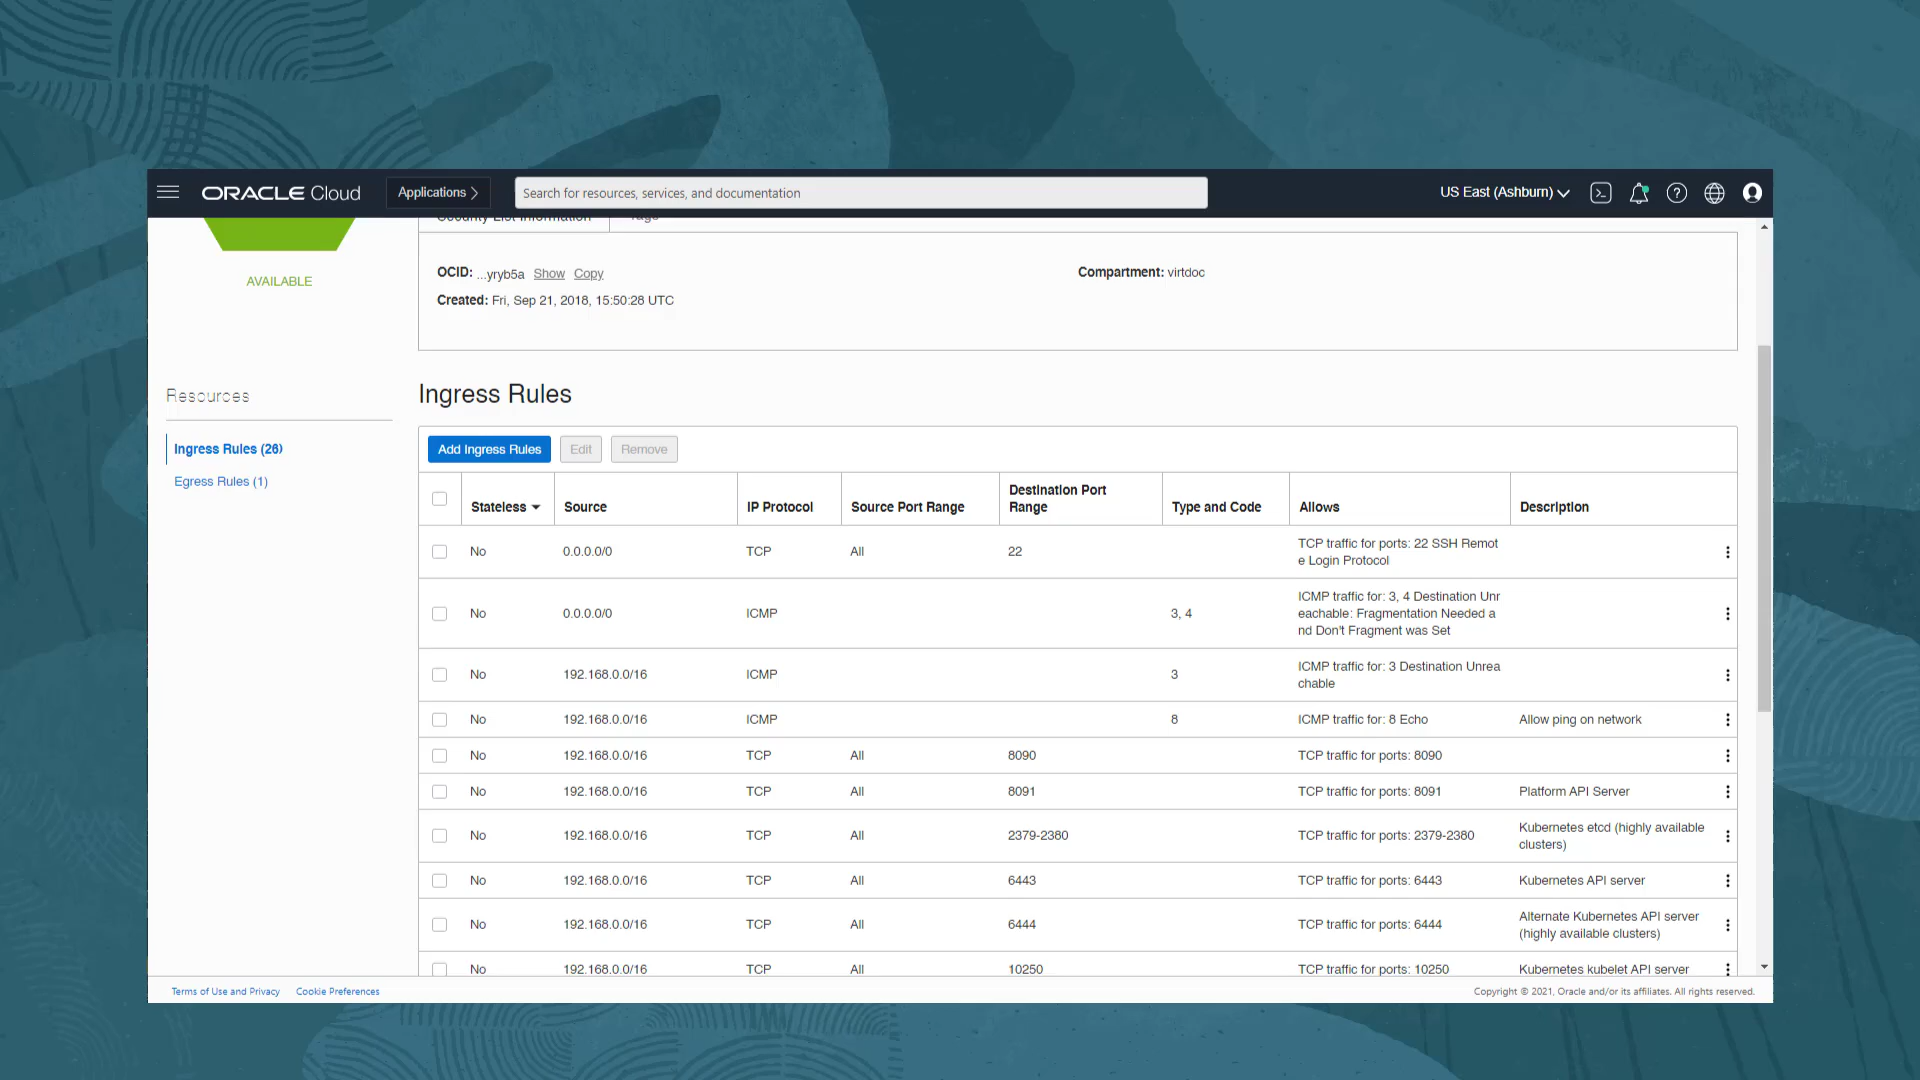 ORACLE Cloud
Applications
Search for resources, services, and documentation
US East (Ashburn)
Security List Information
Tags
AVAILABLE
OCID: ...yryb5a Show Copy
Compartment: virtdoc
Created: Fri, Sep 21, 2018, 15:50:28 UTC
Resources
Ingress Rules (26)
Egress Rules (1)
Ingress Rules
Add Ingress Rules
Edit
Remove
Stateless Source IP Protocol Source Port Range Destination Port Range Type and Code Allows Description
No 0.0.0.0/0 TCP All 22 TCP traffic for ports: 22 SSH Remot
e Login Protocol
No 0.0.0.0/0 ICMP 3, 4 ICMP traffic for: 3, 4 Destination Unr
eachable: Fragmentation Needed a
nd Don't Fragment was Set
No 192.168.0.0/16 ICMP 3 ICMP traffic for: 3 Destination Unrea
chable
No 192.168.0.0/16 ICMP 8 ICMP traffic for: 8 Echo Allow ping on network
No 192.168.0.0/16 TCP All 8090 TCP traffic for ports: 8090
No 192.168.0.0/16 TCP All 8091 TCP traffic for ports: 8091 Platform API Server
No 192.168.0.0/16 TCP All 2379-2380 TCP traffic for ports: 2379-2380 Kubernetes etcd (highly available
clusters)
No 192.168.0.0/16 TCP All 6443 TCP traffic for ports: 6443 Kubernetes API server
No 192.168.0.0/16 TCP All 6444 TCP traffic for ports: 6444 Alternate Kubernetes API server
(highly available clusters)
No 192.168.0.0/16 TCP All 10250 TCP traffic for ports: 10250 Kubernetes kubelet API server
Terms of Use and Privacy
Cookie Preferences
Copyright © 2021, Oracle and/or its affiliates. All rights reserved.